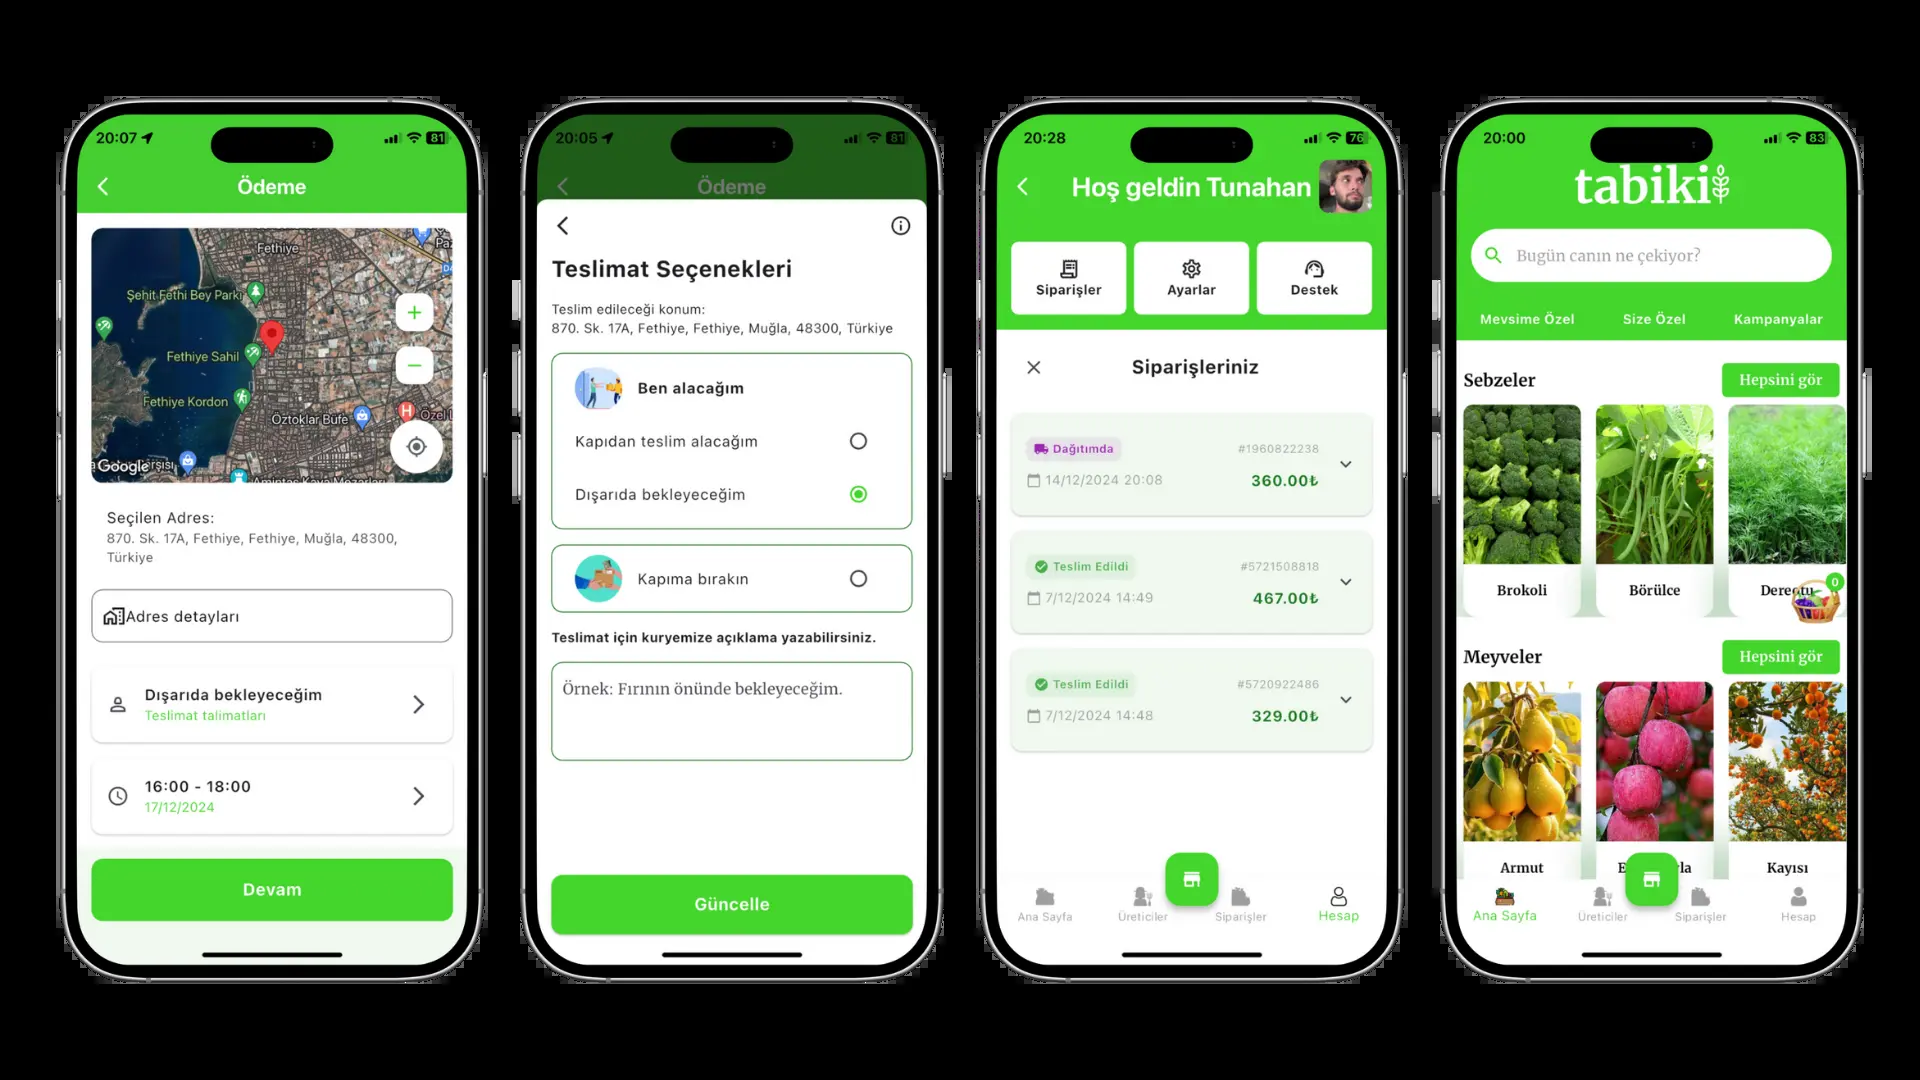 20:07
81
Ödeme
Fethiye
Şehit Fethi Bey Parkı
Fethiye Sahil
Fethiye Kordon
Öztoklar Büfe
Özel
Google
Amintas Kaya Mezarları
+
−
Seçilen Adres:
870. Sk. 17A, Fethiye, Fethiye, Muğla, 48300,
Türkiye
Adres detayları
Dışarıda bekleyeceğim
Teslimat talimatları
16:00 - 18:00
17/12/2024
Devam
20:05
81
Ödeme
Teslimat Seçenekleri
Teslim edileceği konum:
870. Sk. 17A, Fethiye, Fethiye, Muğla, 48300, Türkiye
Ben alacağım
Kapıdan teslim alacağım
Dışarıda bekleyeceğim
Kapıma bırakın
Teslimat için kuryemize açıklama yazabilirsiniz.
Örnek: Fırının önünde bekleyeceğim.
Güncelle
20:28
76
Hoş geldin Tunahan
Siparişler
Ayarlar
Destek
Siparişleriniz
Dağıtımda
#1960822238
14/12/2024 20:08
360.00₺
Teslim Edildi
#5721508818
7/12/2024 14:49
467.00₺
Teslim Edildi
#5720922486
7/12/2024 14:48
329.00₺
Ana Sayfa
Üreticiler
Siparişler
Hesap
20:00
83
tabiki
Bugün canın ne çekiyor?
Mevsime Özel
Size Özel
Kampanyalar
Sebzeler
Hepsini gör
Brokoli
Börülce
Dereotu
0
Meyveler
Hepsini gör
Armut
Kayısı
Ana Sayfa
Üreticiler
Siparişler
Hesap